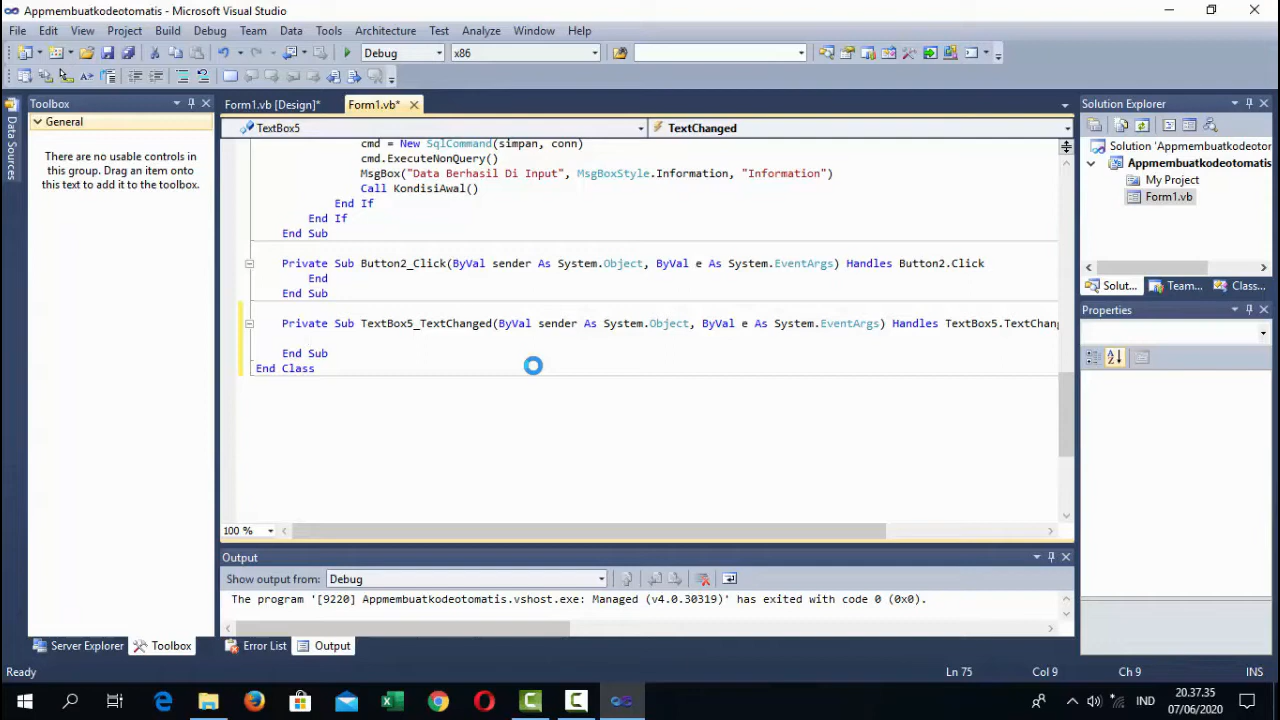 Appmembuatkodeotomatis - Microsoft Visual Studio
File Edit View Project Build Debug Team Data Tools Architecture Test Analyze Window Help
Debug x86
Toolbox
General
There are no usable controls in
this group. Drag an item onto
this text to add it to the toolbox.
Data Sources
Form1.vb [Design]* Form1.vb*
TextBox5 TextChanged
cmd = New SqlCommand(simpan, conn)
cmd.ExecuteNonQuery()
MsgBox("Data Berhasil Di Input", MsgBoxStyle.Information, "Information")
Call KondisiAwal()
End If
End If
End Sub
Private Sub Button2_Click(ByVal sender As System.Object, ByVal e As System.EventArgs) Handles Button2.Click
End
End Sub
Private Sub TextBox5_TextChanged(ByVal sender As System.Object, ByVal e As System.EventArgs) Handles TextBox5.TextChang
End Sub
End Class
100 %
Output
Show output from: Debug
The program '[9220] Appmembuatkodeotomatis.vshost.exe: Managed (v4.0.30319)' has exited with code 0 (0x0).
Solution Explorer
Solution 'Appmembuatkodeotor
Appmembuatkodeotomatis
My Project
Form1.vb
Solut... Team... Class...
Properties
Server Explorer Toolbox Error List Output
Ready Ln 75 Col 9 Ch 9 INS
IND 20.37.35
07/06/2020